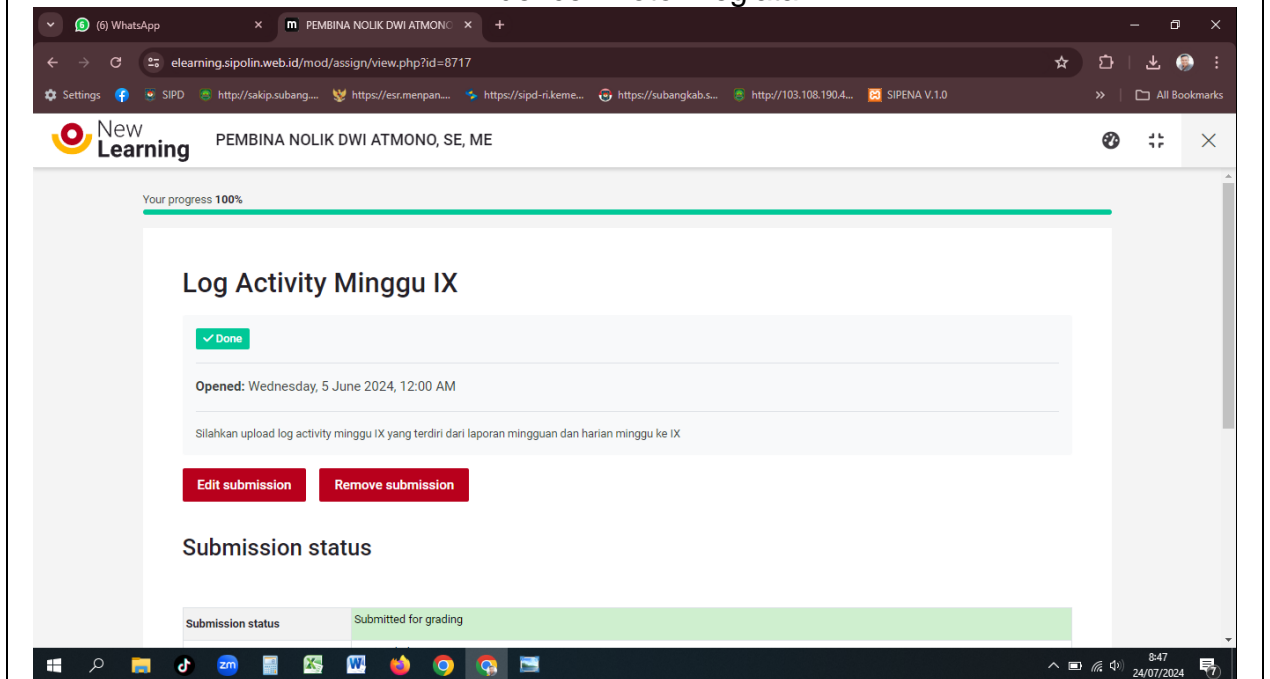 (6) WhatsApp
PEMBINA NOLIK DWI ATMONO
elearning.sipolin.web.id/mod/assign/view.php?id=8717
Settings SIPD http://sakip.subang.... https://esr.menpan.... https://sipd-ri.keme... https://subangkab.s... http://103.108.190.4... SIPENA V.1.0 » All Bookmarks
New
Learning
PEMBINA NOLIK DWI ATMONO, SE, ME
Your progress 100%
Log Activity Minggu IX
Done
Opened: Wednesday, 5 June 2024, 12:00 AM
Silahkan upload log activity minggu IX yang terdiri dari laporan mingguan dan harian minggu ke IX
Edit submission Remove submission
Submission status
Submission status Submitted for grading
8:47
24/07/2024